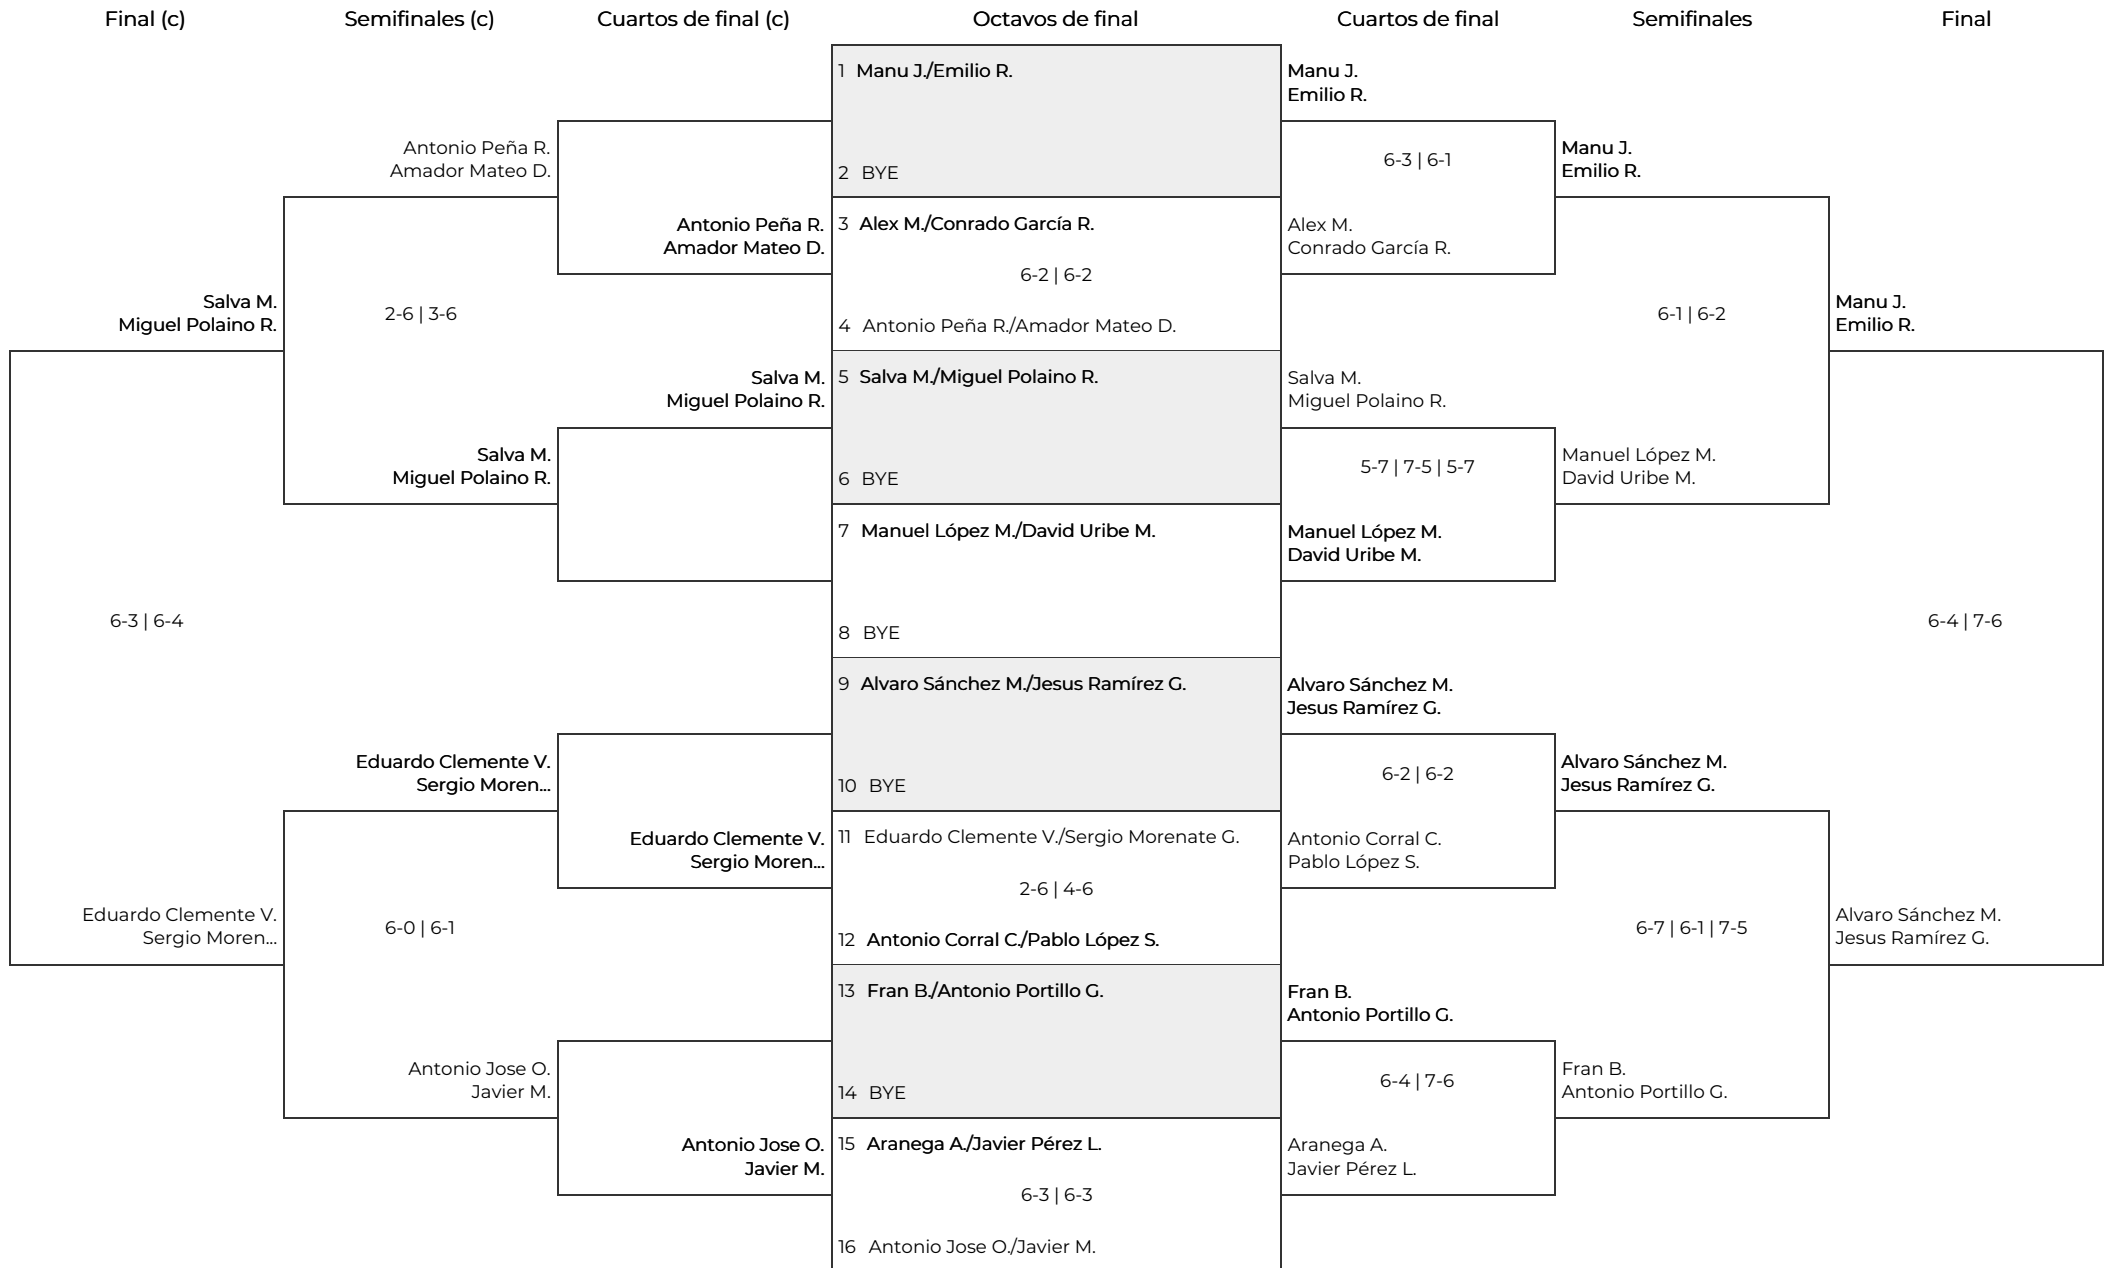 Final (c)
Semifinales (c)
Cuartos de final (c)
Octavos de final
Cuartos de final
Semifinales
Final
Salva M.
Miguel Polaino R.
6-3 | 6-4
Eduardo Clemente V.
Sergio Moren...
Antonio Peña R.
Amador Mateo D.
2-6 | 3-6
Salva M.
Miguel Polaino R.
Eduardo Clemente V.
Sergio Moren...
6-0 | 6-1
Antonio Jose O.
Javier M.
Antonio Peña R.
Amador Mateo D.
Salva M.
Miguel Polaino R.
Eduardo Clemente V.
Sergio Moren...
Antonio Jose O.
Javier M.
1 Manu J./Emilio R.
2 BYE
3 Alex M./Conrado García R.
6-2 | 6-2
4 Antonio Peña R./Amador Mateo D.
5 Salva M./Miguel Polaino R.
6 BYE
7 Manuel López M./David Uribe M.
8 BYE
9 Alvaro Sánchez M./Jesus Ramírez G.
10 BYE
11 Eduardo Clemente V./Sergio Morenate G.
2-6 | 4-6
12 Antonio Corral C./Pablo López S.
13 Fran B./Antonio Portillo G.
14 BYE
15 Aranega A./Javier Pérez L.
6-3 | 6-3
16 Antonio Jose O./Javier M.
Manu J.
Emilio R.
6-3 | 6-1
Alex M.
Conrado García R.
Salva M.
Miguel Polaino R.
5-7 | 7-5 | 5-7
Manuel López M.
David Uribe M.
Alvaro Sánchez M.
Jesus Ramírez G.
6-2 | 6-2
Antonio Corral C.
Pablo López S.
Fran B.
Antonio Portillo G.
6-4 | 7-6
Aranega A.
Javier Pérez L.
Manu J.
Emilio R.
6-1 | 6-2
Manuel López M.
David Uribe M.
Alvaro Sánchez M.
Jesus Ramírez G.
6-7 | 6-1 | 7-5
Fran B.
Antonio Portillo G.
Manu J.
Emilio R.
6-4 | 7-6
Alvaro Sánchez M.
Jesus Ramírez G.